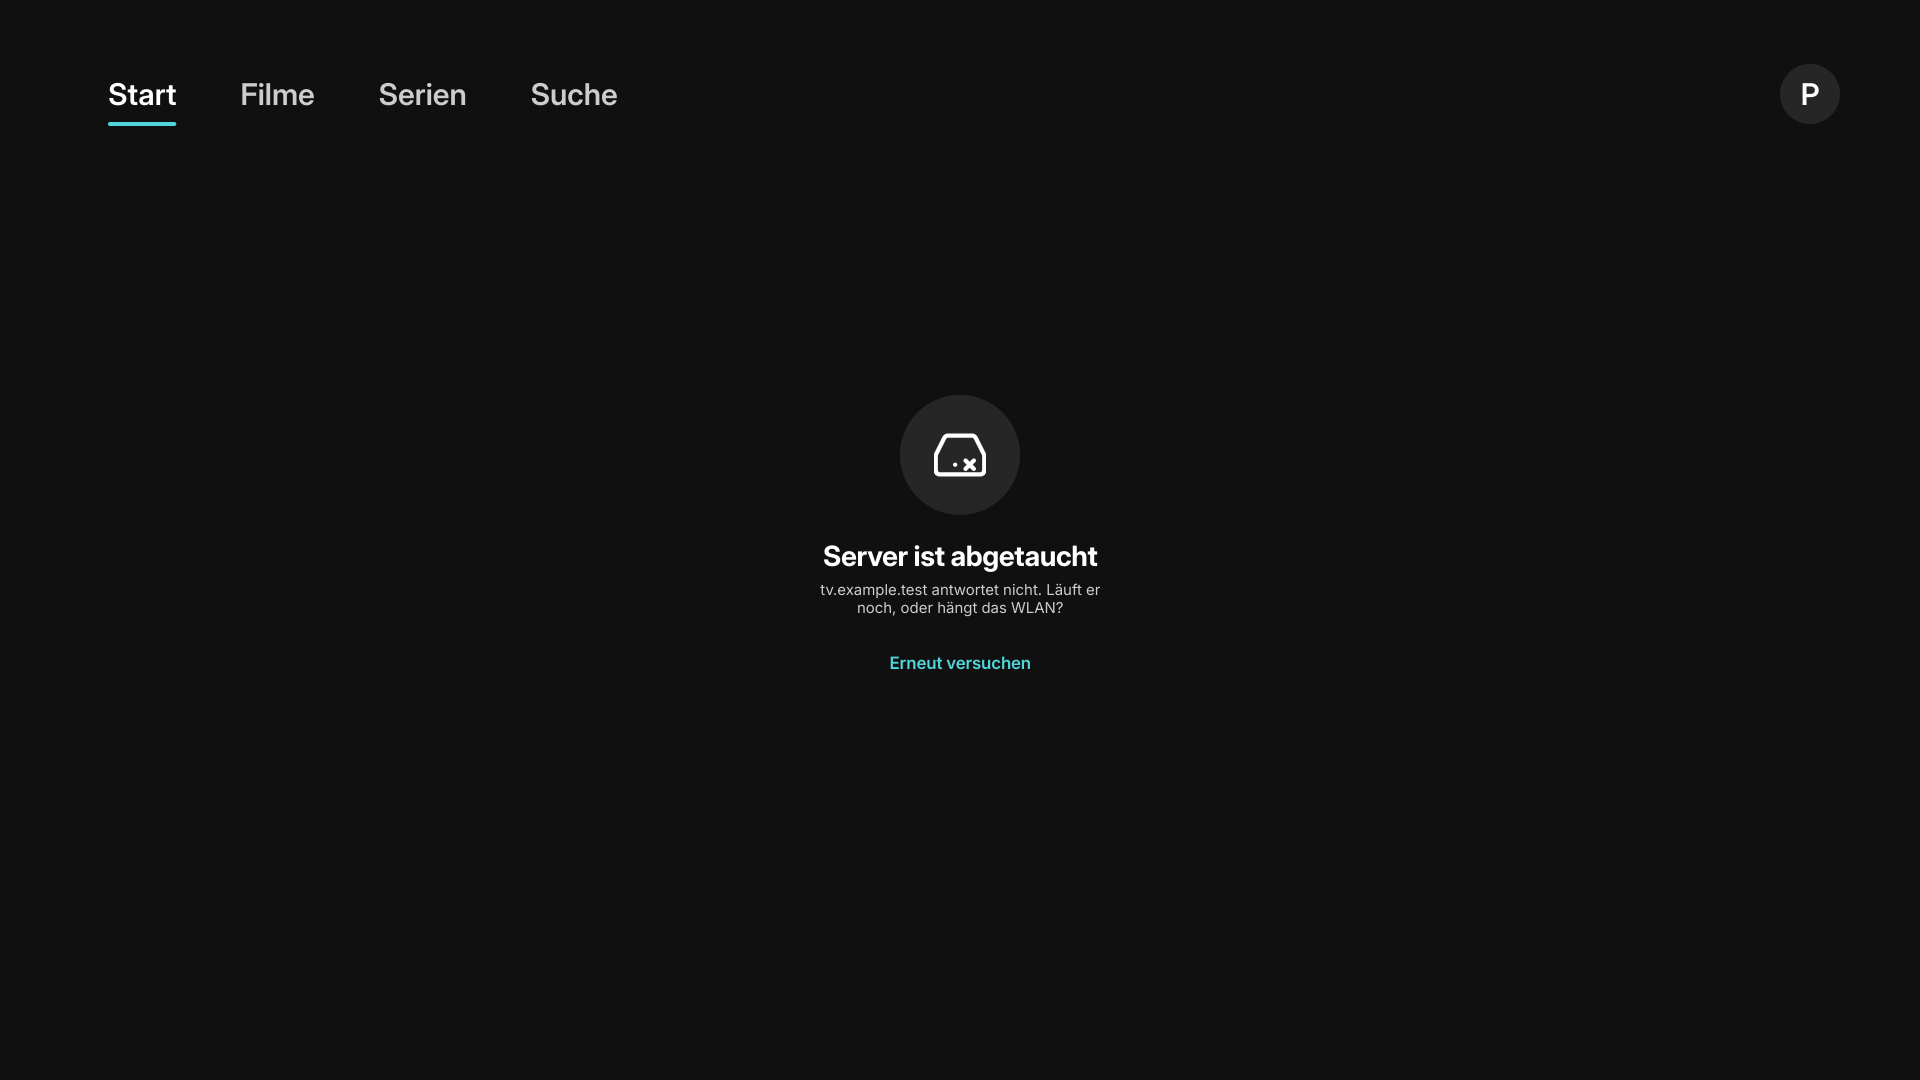 Start
Filme
Serien
Suche
P
Server ist abgetaucht
tv.example.test antwortet nicht. Läuft er
noch, oder hängt das WLAN?
Erneut versuchen